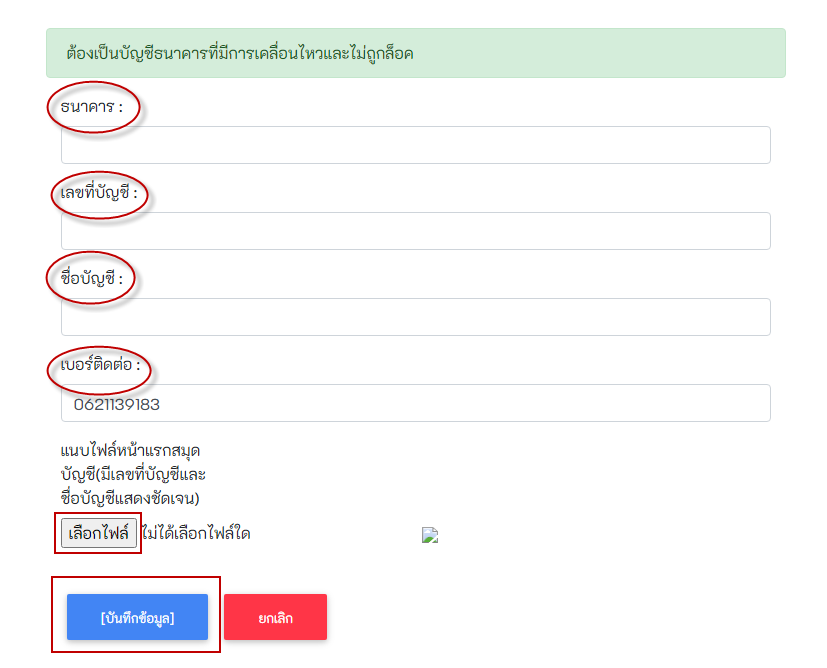 ต้องเป็นบัญชีธนาคารที่มีการเคลื่อนไหวและไม่ถูกล็อค
ธนาคาร :
เลขที่บัญชี :
ชื่อบัญชี :
เบอร์ติดต่อ :
0621139183
แนบไฟล์หน้าแรกสมุด
บัญชี(มีเลขที่บัญชีและ
ชื่อบัญชีแสดงชัดเจน)
เลือกไฟล์ ไม่ได้เลือกไฟล์ใด
[บันทึกข้อมูล] ยกเลิก